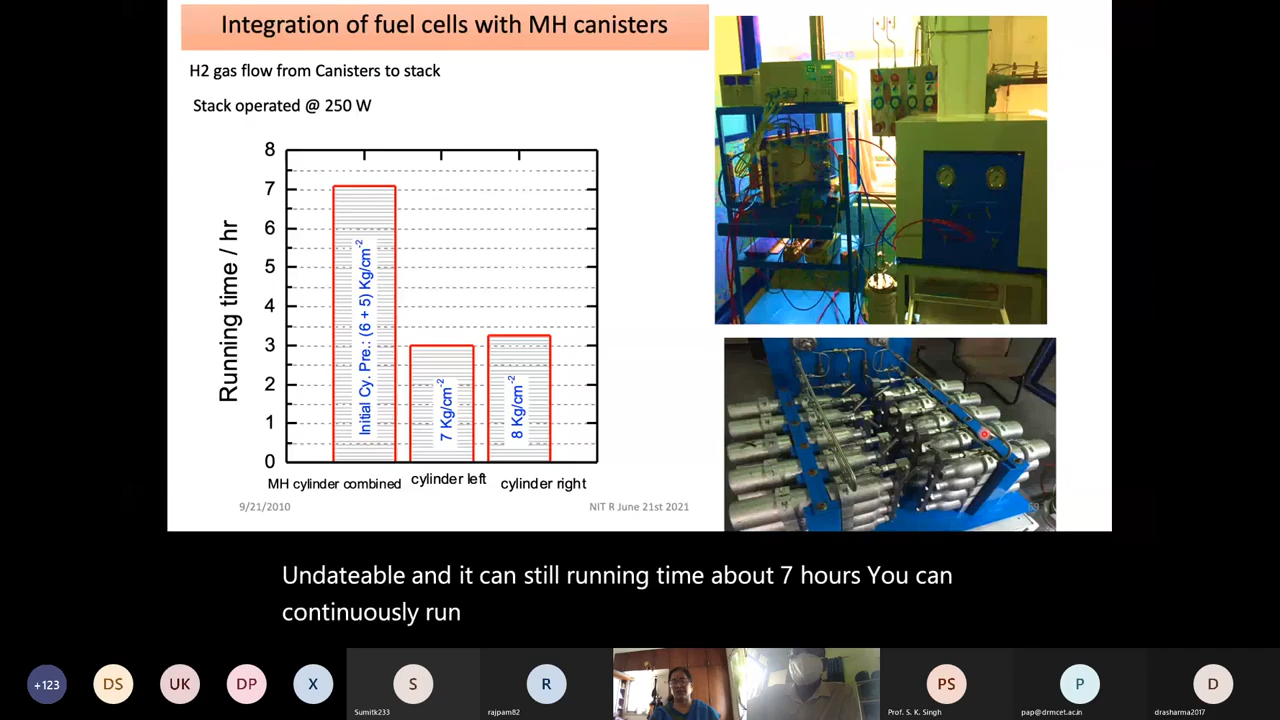 Integration of fuel cells with MH canisters
H2 gas flow from Canisters to stack
Stack operated @ 250 W
Running time / hr
8
7
6
5
4
3
2
1
0
Initial Cy. Pre.: (6 + 5) Kg/cm⁻²
7 Kg/cm⁻²
8 Kg/cm⁻²
MH cylinder combined
cylinder left
cylinder right
9/21/2010
NIT R June 21st 2021
69
Undateable and it can still running time about 7 hours You can
continuously run
+123
DS
UK
DP
X
S
R
PS
P
D
Sumitk233
rajpam82
Prof. S. K. Singh
pap@drmcet.ac.in
drasharma2017